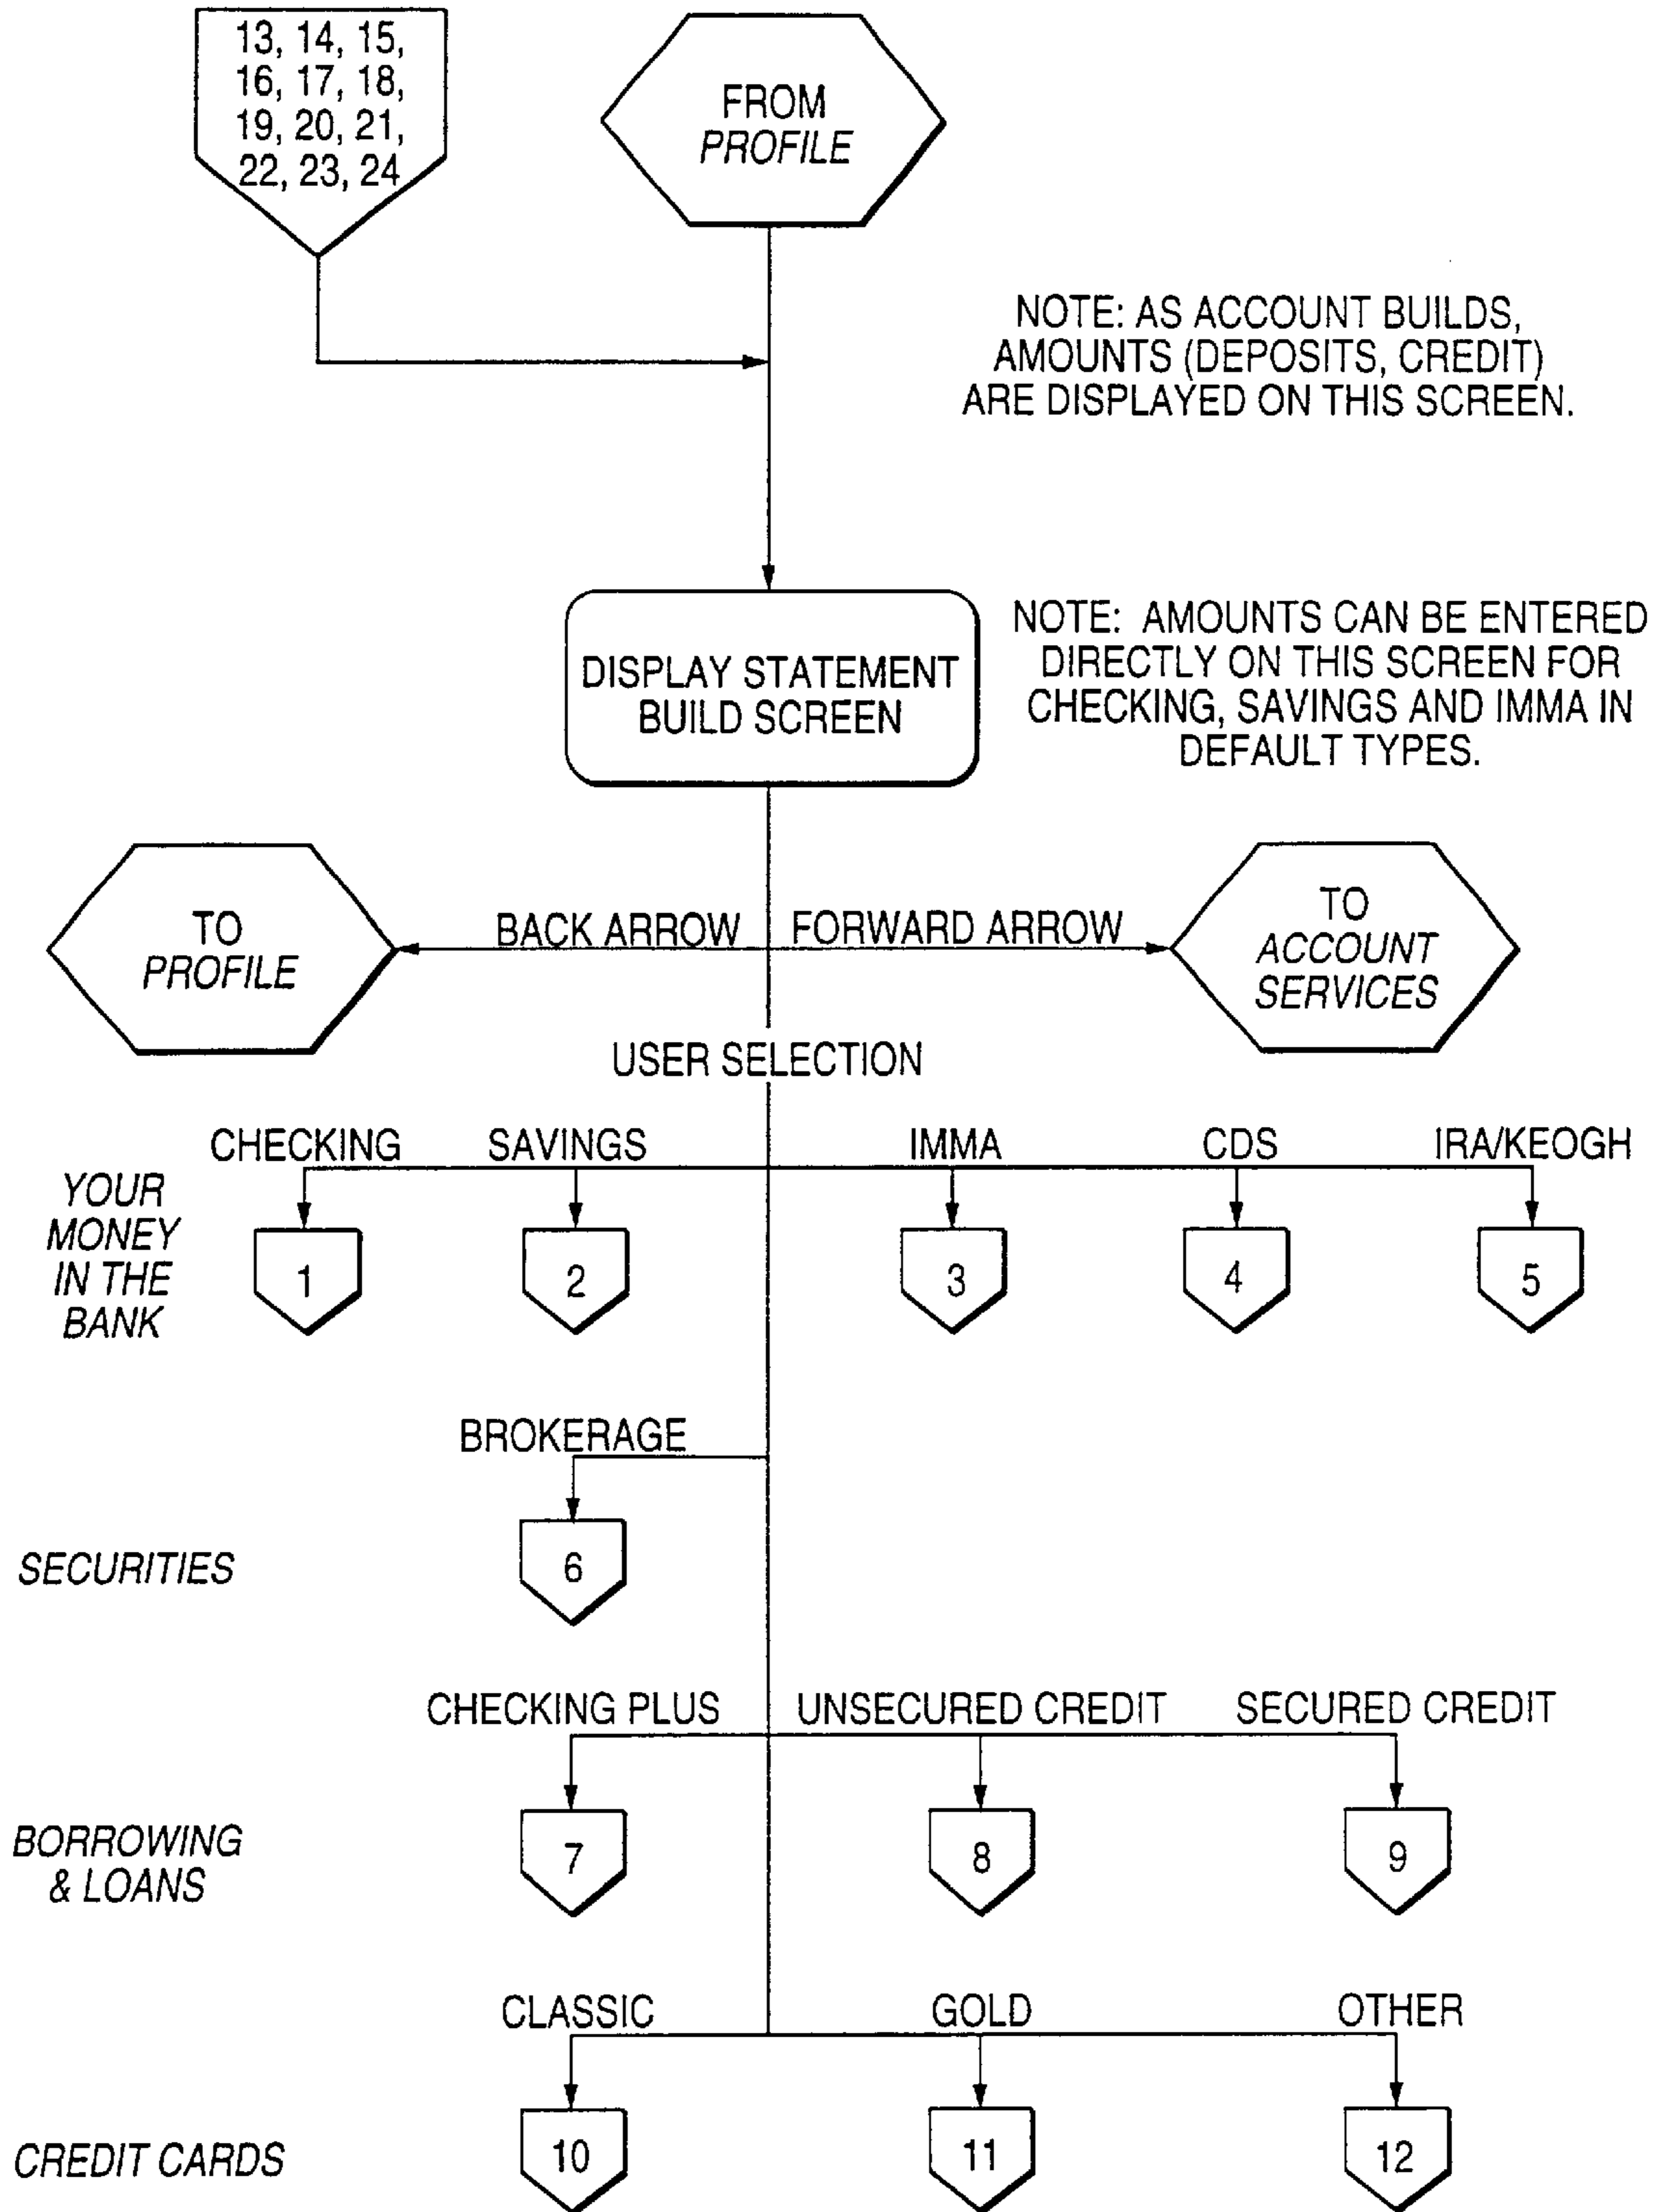 13, 14, 15,
16, 17, 18,
19, 20, 21,
22, 23, 24
FROM
PROFILE
NOTE: AS ACCOUNT BUILDS,
AMOUNTS (DEPOSITS, CREDIT)
ARE DISPLAYED ON THIS SCREEN.
DISPLAY STATEMENT
BUILD SCREEN
NOTE: AMOUNTS CAN BE ENTERED
DIRECTLY ON THIS SCREEN FOR
CHECKING, SAVINGS AND IMMA IN
DEFAULT TYPES.
TO
PROFILE
BACK ARROW
FORWARD ARROW
TO
ACCOUNT
SERVICES
USER SELECTION
YOUR
MONEY
IN THE
BANK
CHECKING
SAVINGS
IMMA
CDS
IRA/KEOGH
1
2
3
4
5
BROKERAGE
SECURITIES
6
CHECKING PLUS
UNSECURED CREDIT
SECURED CREDIT
BORROWING
& LOANS
7
8
9
CLASSIC
GOLD
OTHER
CREDIT CARDS
10
11
12